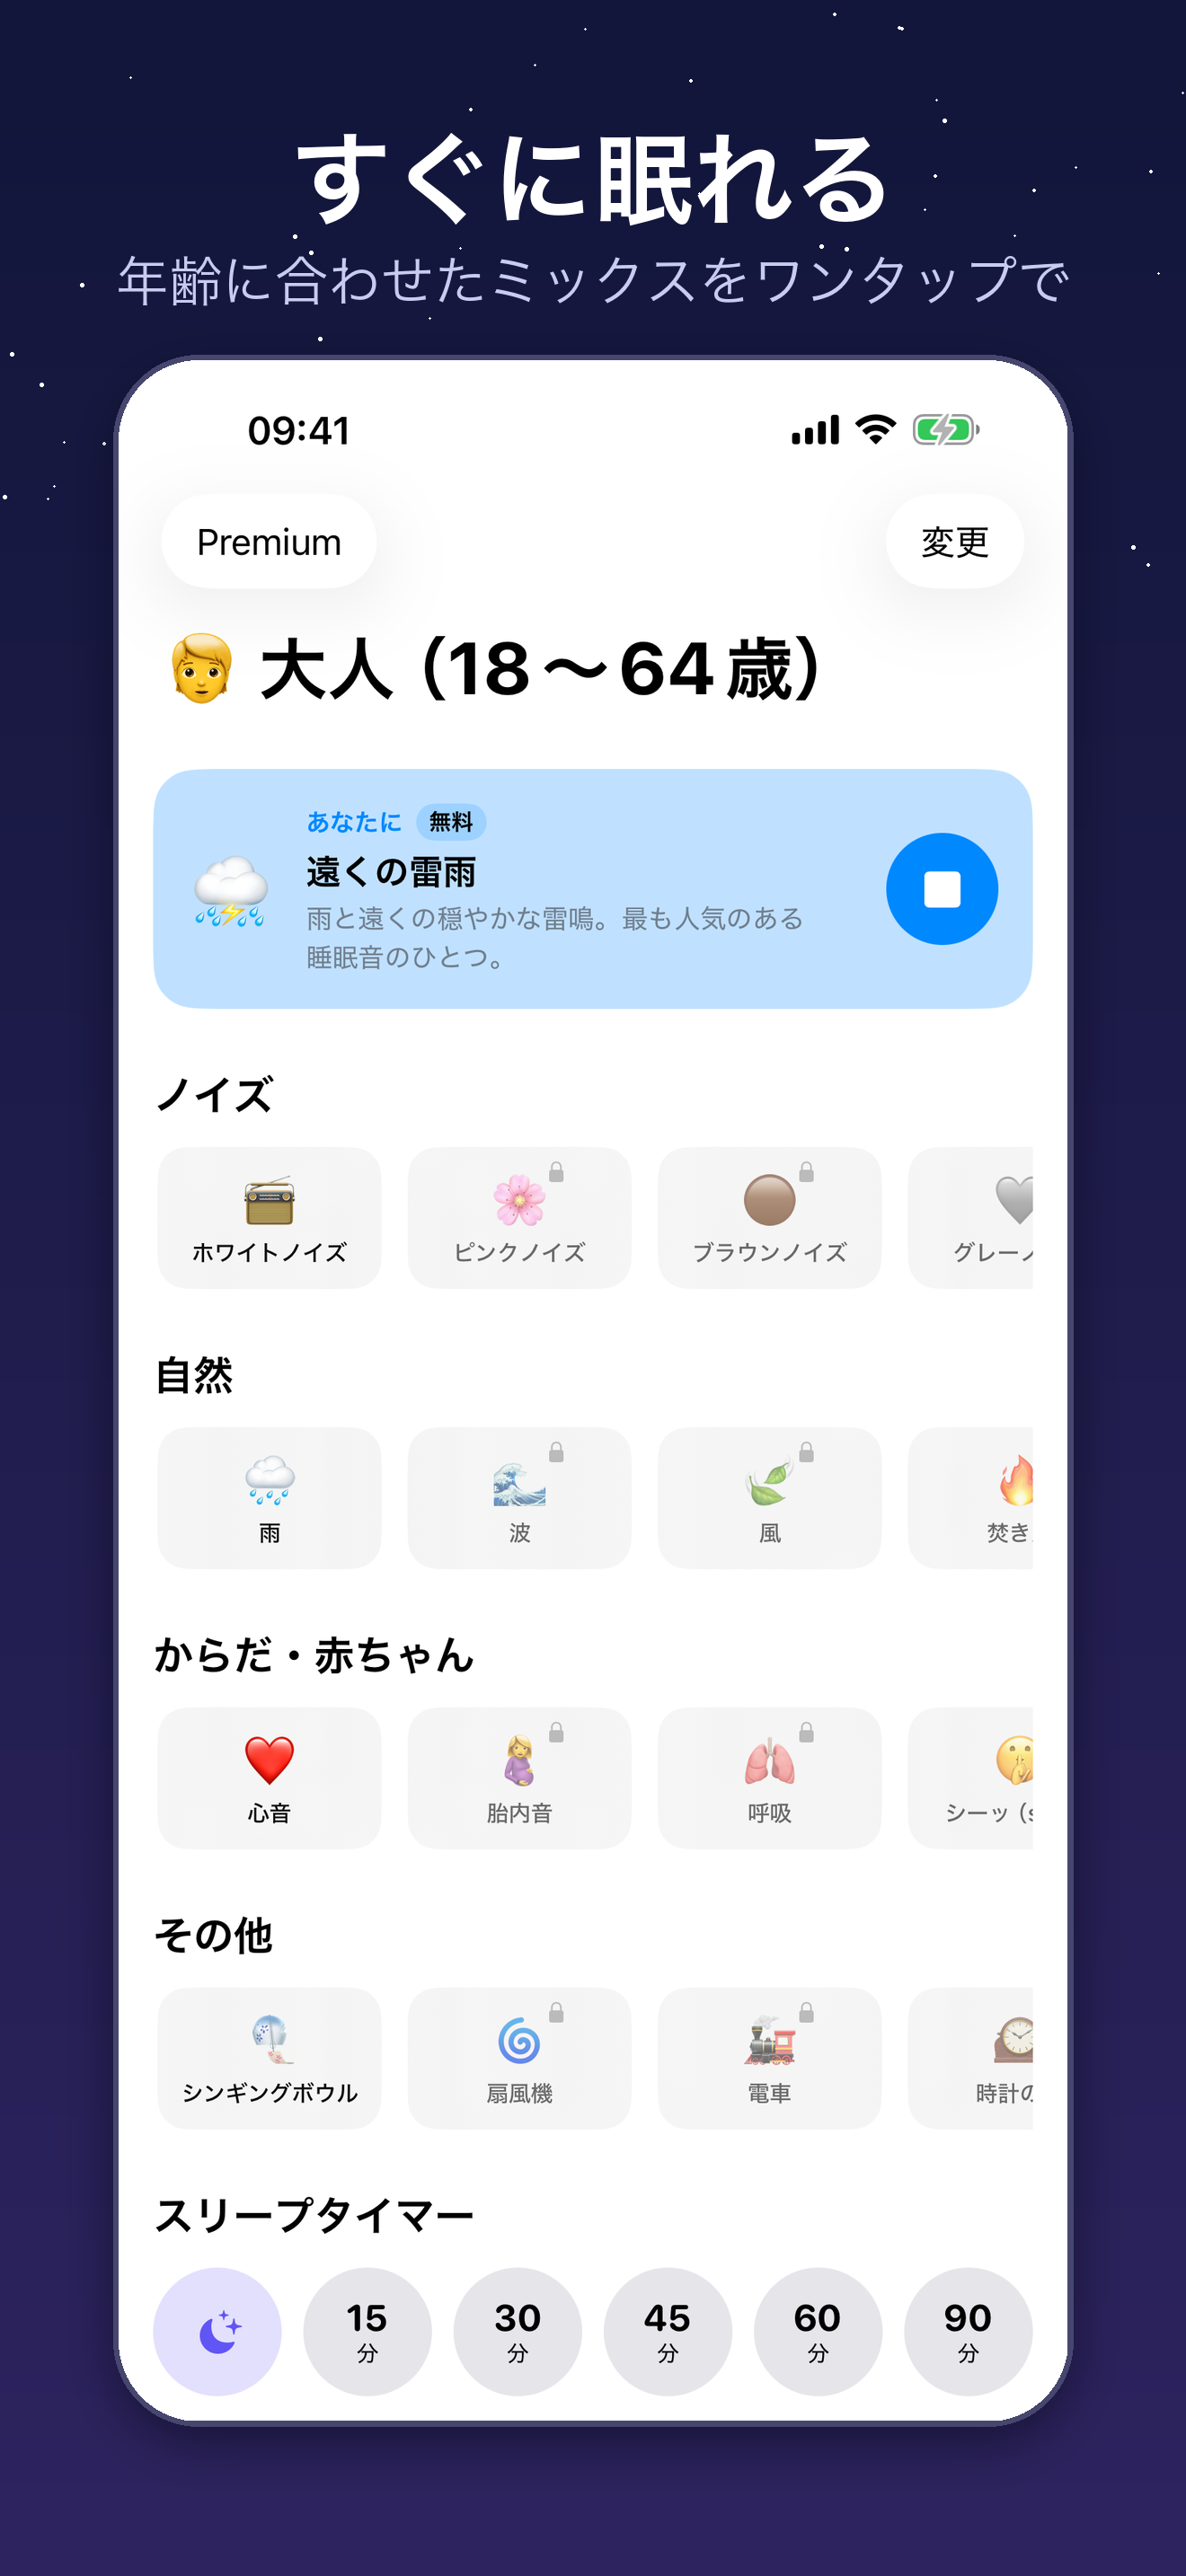 すぐに眠れる
年齢に合わせたミックスをワンタップで
09:41
Premium
変更
大人（18～64歳）
あなたに 無料
遠くの雷雨
雨と遠くの穏やかな雷鳴。最も人気のある
睡眠音のひとつ。
ノイズ
ホワイトノイズ ピンクノイズ ブラウンノイズ グレー
自然
雨 波 風 焚き
からだ・赤ちゃん
心音 胎内音 呼吸 シーッ（s
その他
シンギングボウル 扇風機 電車 時計の
スリープタイマー
15 30 45 60 90
分 分 分 分 分